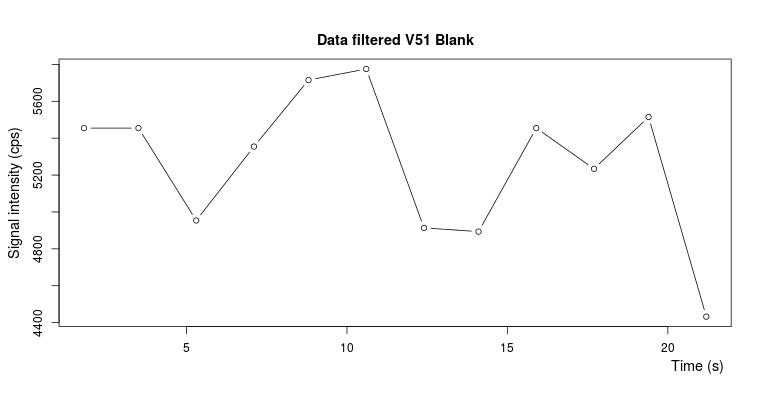 Data filtered V51 Blank
Signal intensity (cps)
5600
5200
4800
4400
5 10 15 20
Time (s)